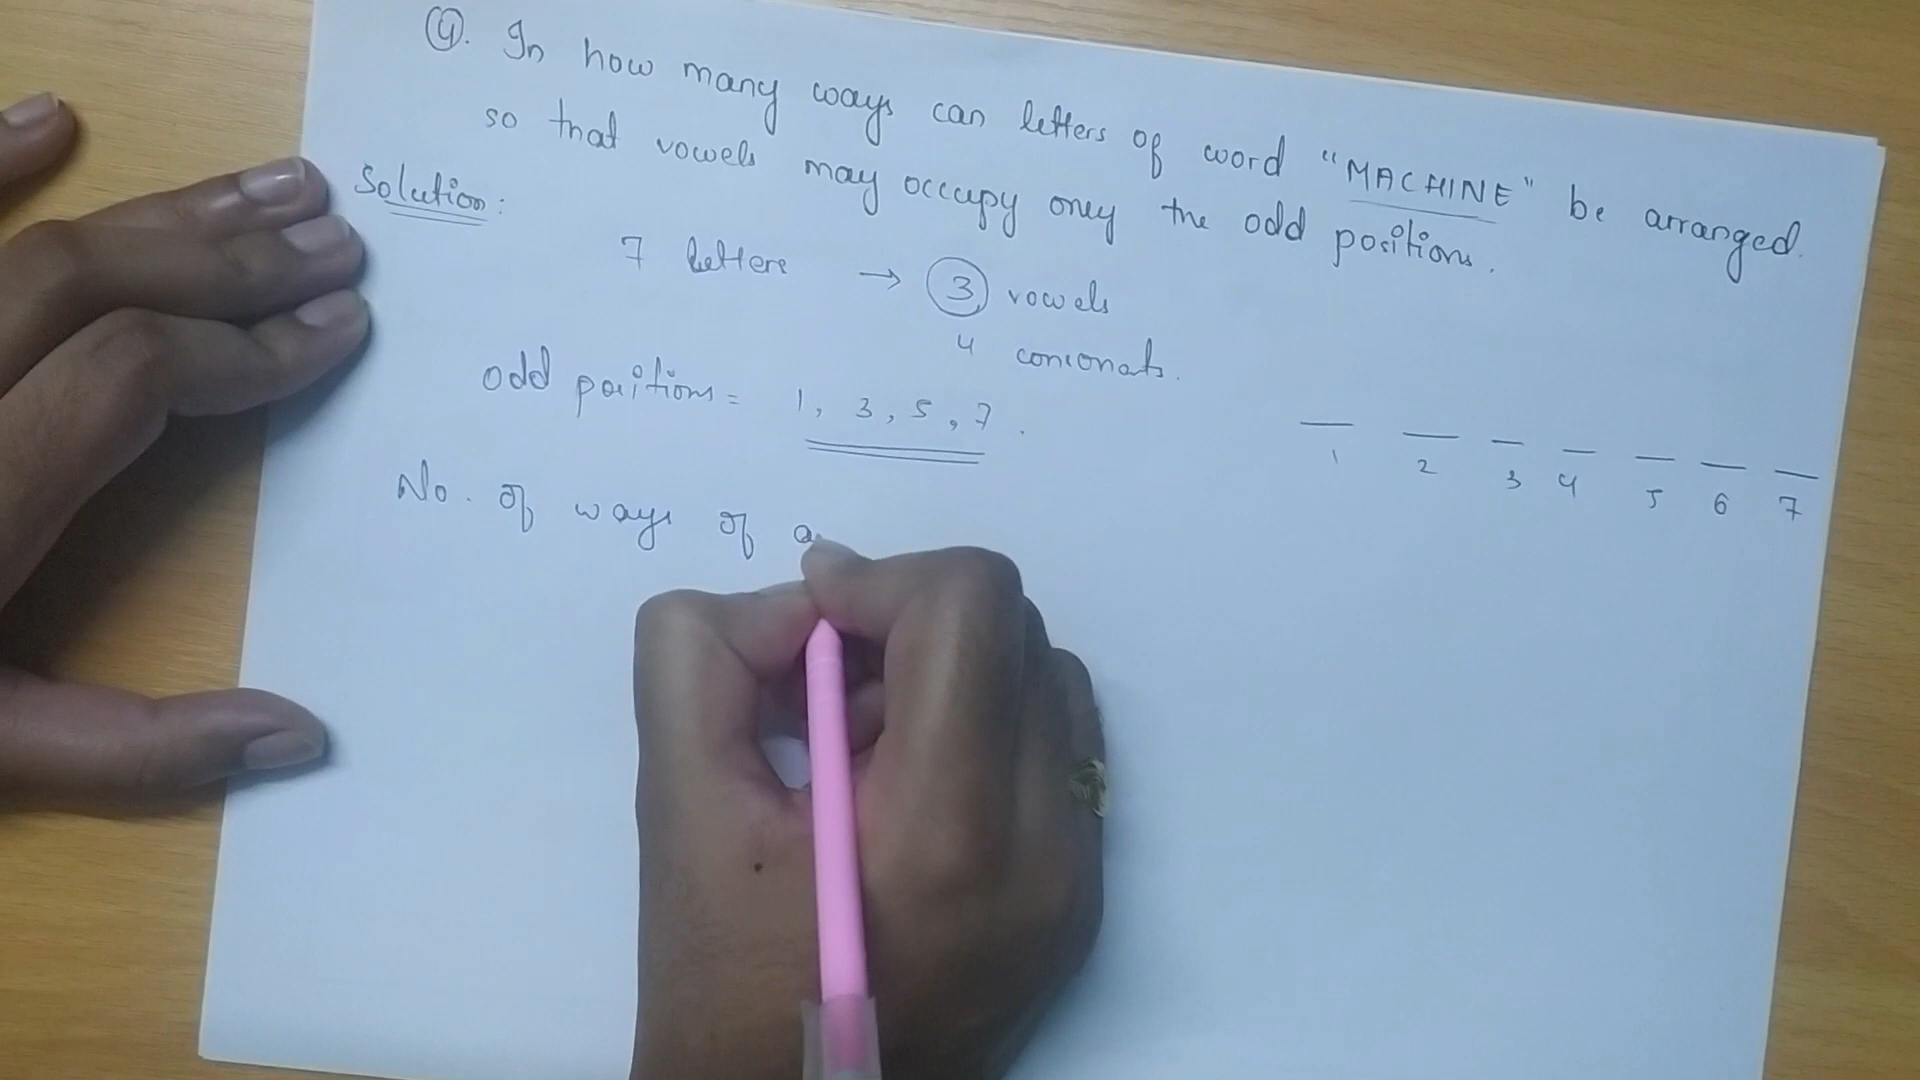 Q. In how many ways can letters of word "MACHINE" be arranged.
so that vowels may occupy only the odd positions.
Solution:
7 letters → 3 vowels
4 consonats.
odd positions = 1, 3, 5, 7.
1 2 3 4 5 6 7
No. of ways of a